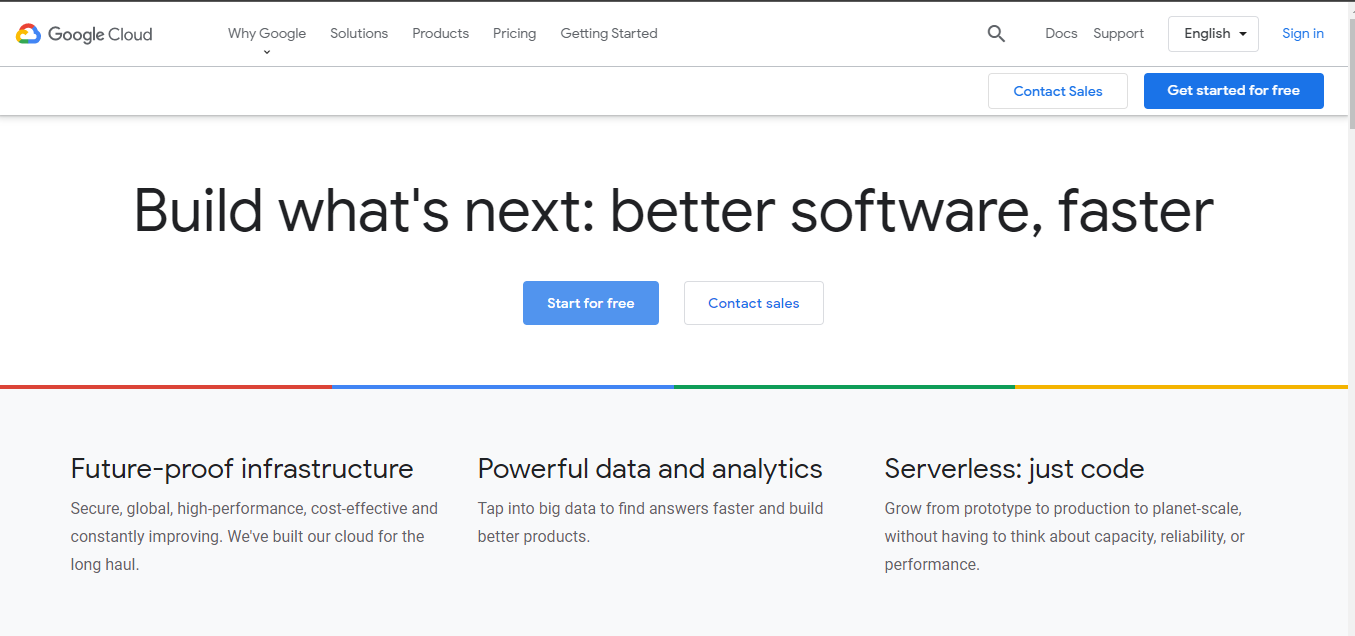 Google Cloud Why Google Solutions Products Pricing Getting Started Docs Support English Sign in
Contact Sales Get started for free
Build what's next: better software, faster
Start for free Contact sales
Future-proof infrastructure
Secure, global, high-performance, cost-effective and
constantly improving. We've built our cloud for the
long haul.
Powerful data and analytics
Tap into big data to find answers faster and build
better products.
Serverless: just code
Grow from prototype to production to planet-scale,
without having to think about capacity, reliability, or
performance.